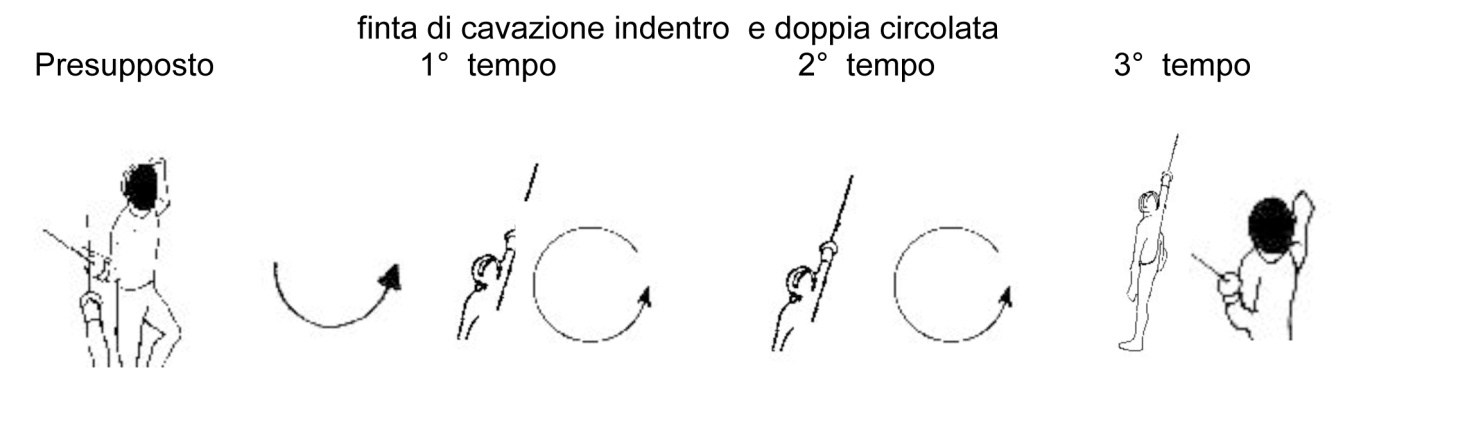 finta di cavazione indentro e doppia circolata
Presupposto 1° tempo 2° tempo 3° tempo